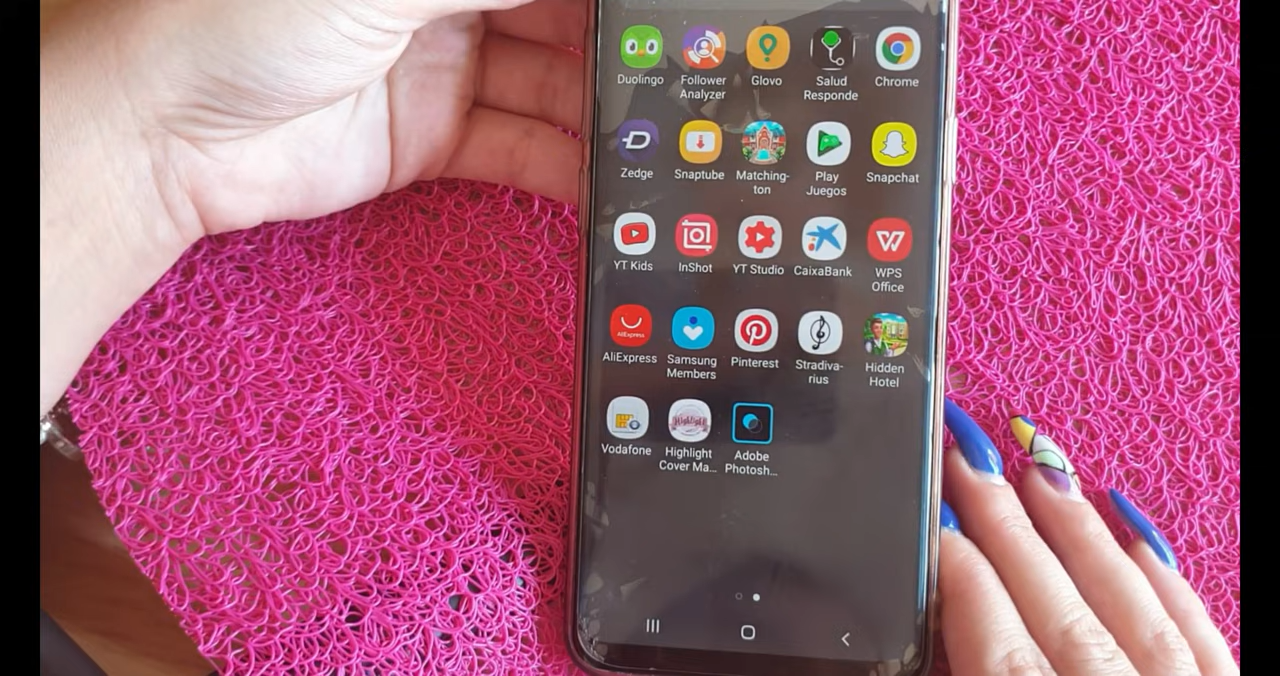 Duolingo
Follower
Analyzer
Glovo
Salud
Responde
Chrome
Zedge
Snaptube
Matching-
ton
Play
Juegos
Snapchat
YT Kids
InShot
YT Studio
CaixaBank
WPS
Office
AliExpress
AliExpress
Samsung
Members
Pinterest
Stradiva-
rius
Hidden
Hotel
Vodafone
Highlight
Highlight
Cover Ma...
Adobe
Photosh...